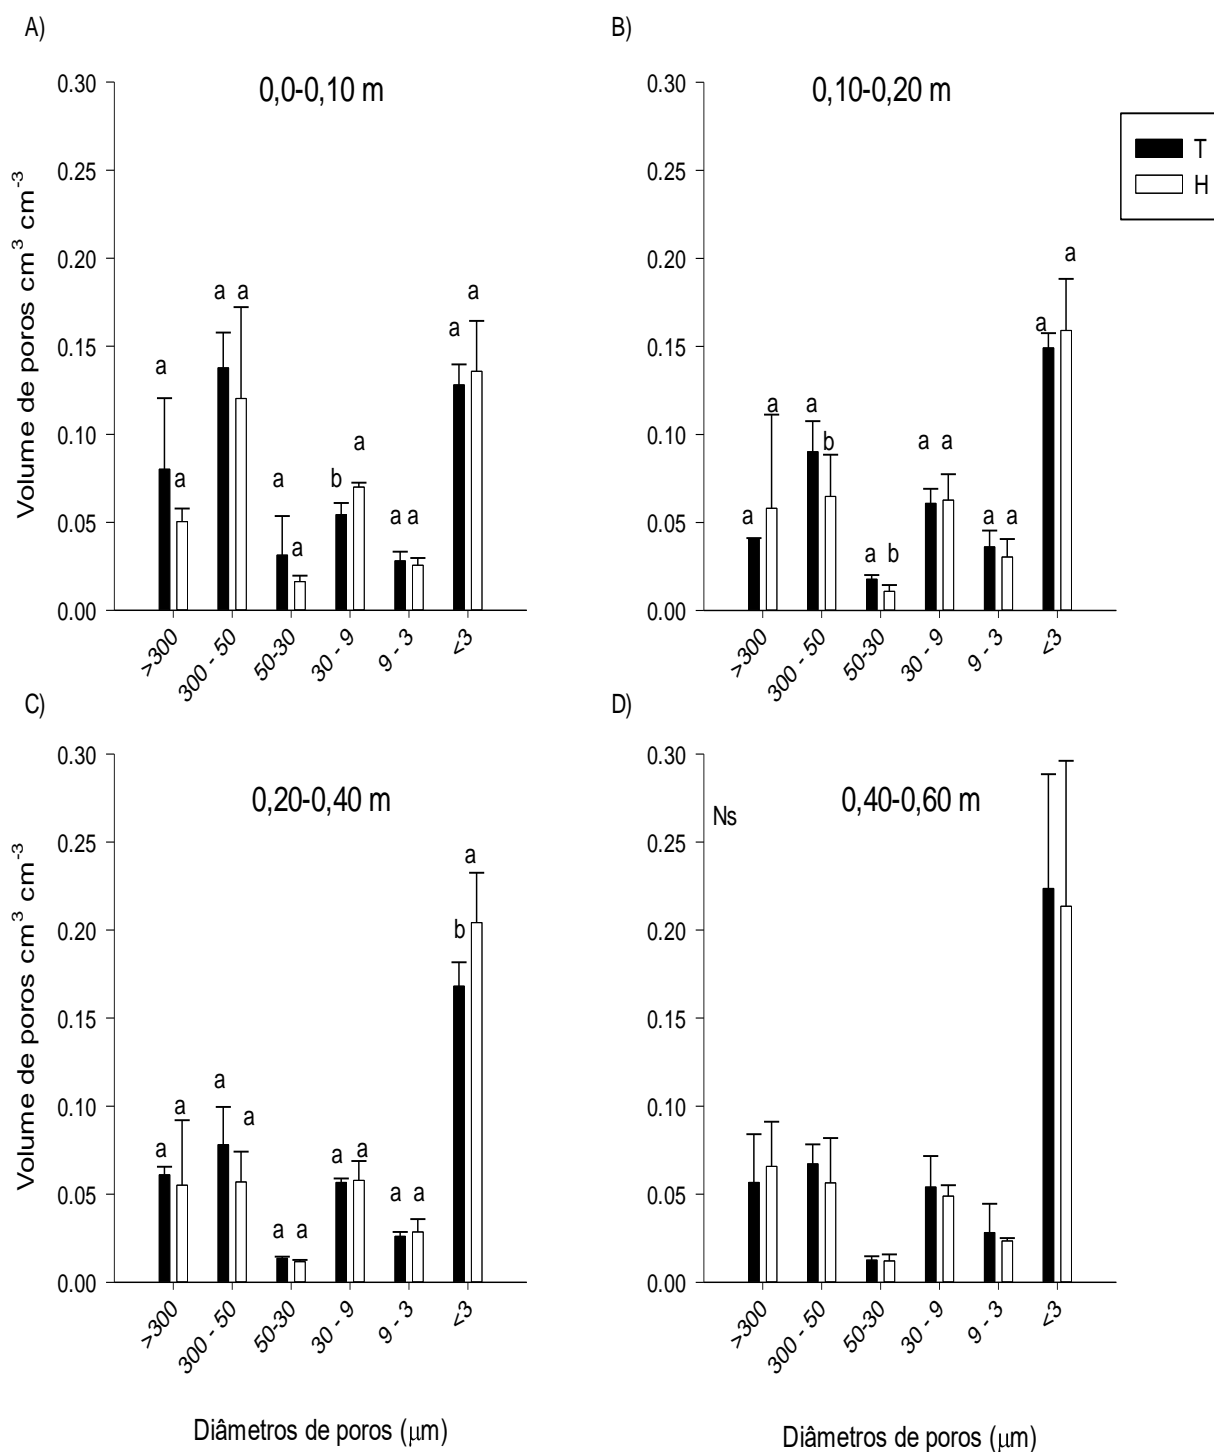 A)
0,0-0,10 m
Volume de poros cm³ cm⁻³
0.30
0.25
0.20
0.15
0.10
0.05
0.00
a
a
a
a
a
a
b
a
a
a
a
a
>300
300 - 50
50-30
30 - 9
9 - 3
<3
B)
0,10-0,20 m
T
H
0.30
0.25
0.20
0.15
0.10
0.05
0.00
a
a
a
b
a
b
a
a
a
a
a
a
>300
300 - 50
50-30
30 - 9
9 - 3
<3
C)
0,20-0,40 m
Volume de poros cm³ cm⁻³
0.30
0.25
0.20
0.15
0.10
0.05
0.00
a
a
a
a
a
a
a
a
a
a
b
a
>300
300 - 50
50-30
30 - 9
9 - 3
<3
Diâmetros de poros (μm)
D)
0,40-0,60 m
Ns
0.30
0.25
0.20
0.15
0.10
0.05
0.00
>300
300 - 50
50-30
30 - 9
9 - 3
<3
Diâmetros de poros (μm)